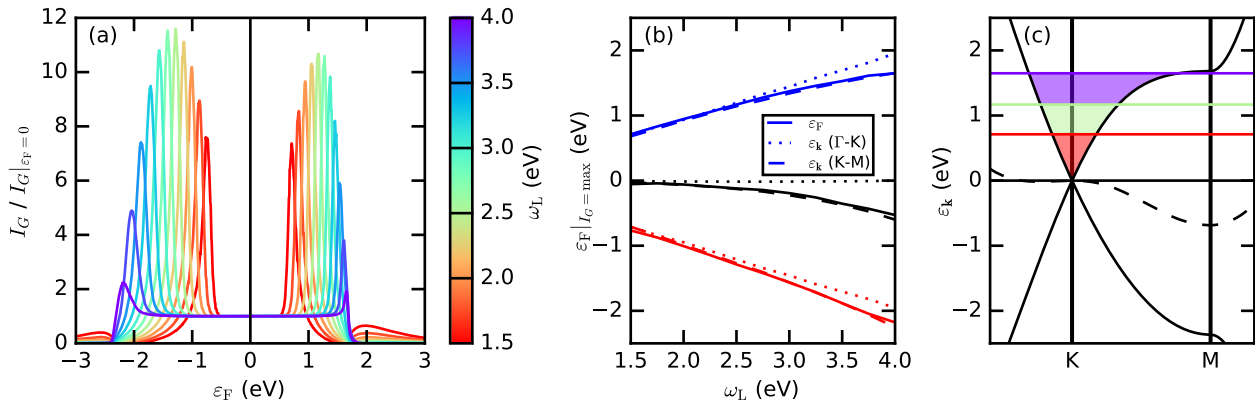 (a)
12
10
8
6
4
2
0
I_G / I_G|ε_F=0
−3 −2 −1 0 1 2 3
ε_F (eV)
4.0
3.5
3.0
2.5
2.0
1.5
ω_L (eV)
(b)
2
1
0
−1
−2
ε_F|I_G=max (eV)
ε_F
ε_k (Γ-K)
ε_k (K-M)
1.5 2.0 2.5 3.0 3.5 4.0
ω_L (eV)
(c)
2
1
0
−1
−2
ε_k (eV)
K M